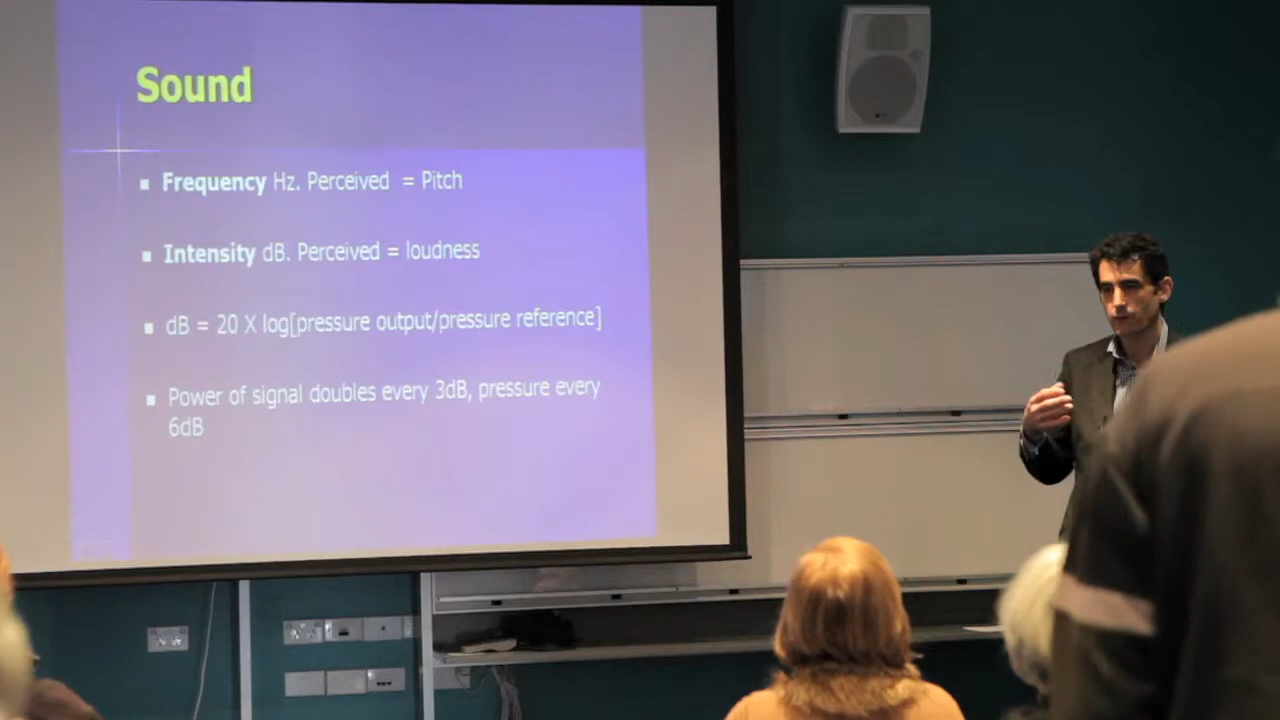 Sound
▪ Frequency Hz. Perceived = Pitch
▪ Intensity dB. Perceived = loudness
▪ dB = 20 X log[pressure output/pressure reference]
▪ Power of signal doubles every 3dB, pressure every
6dB